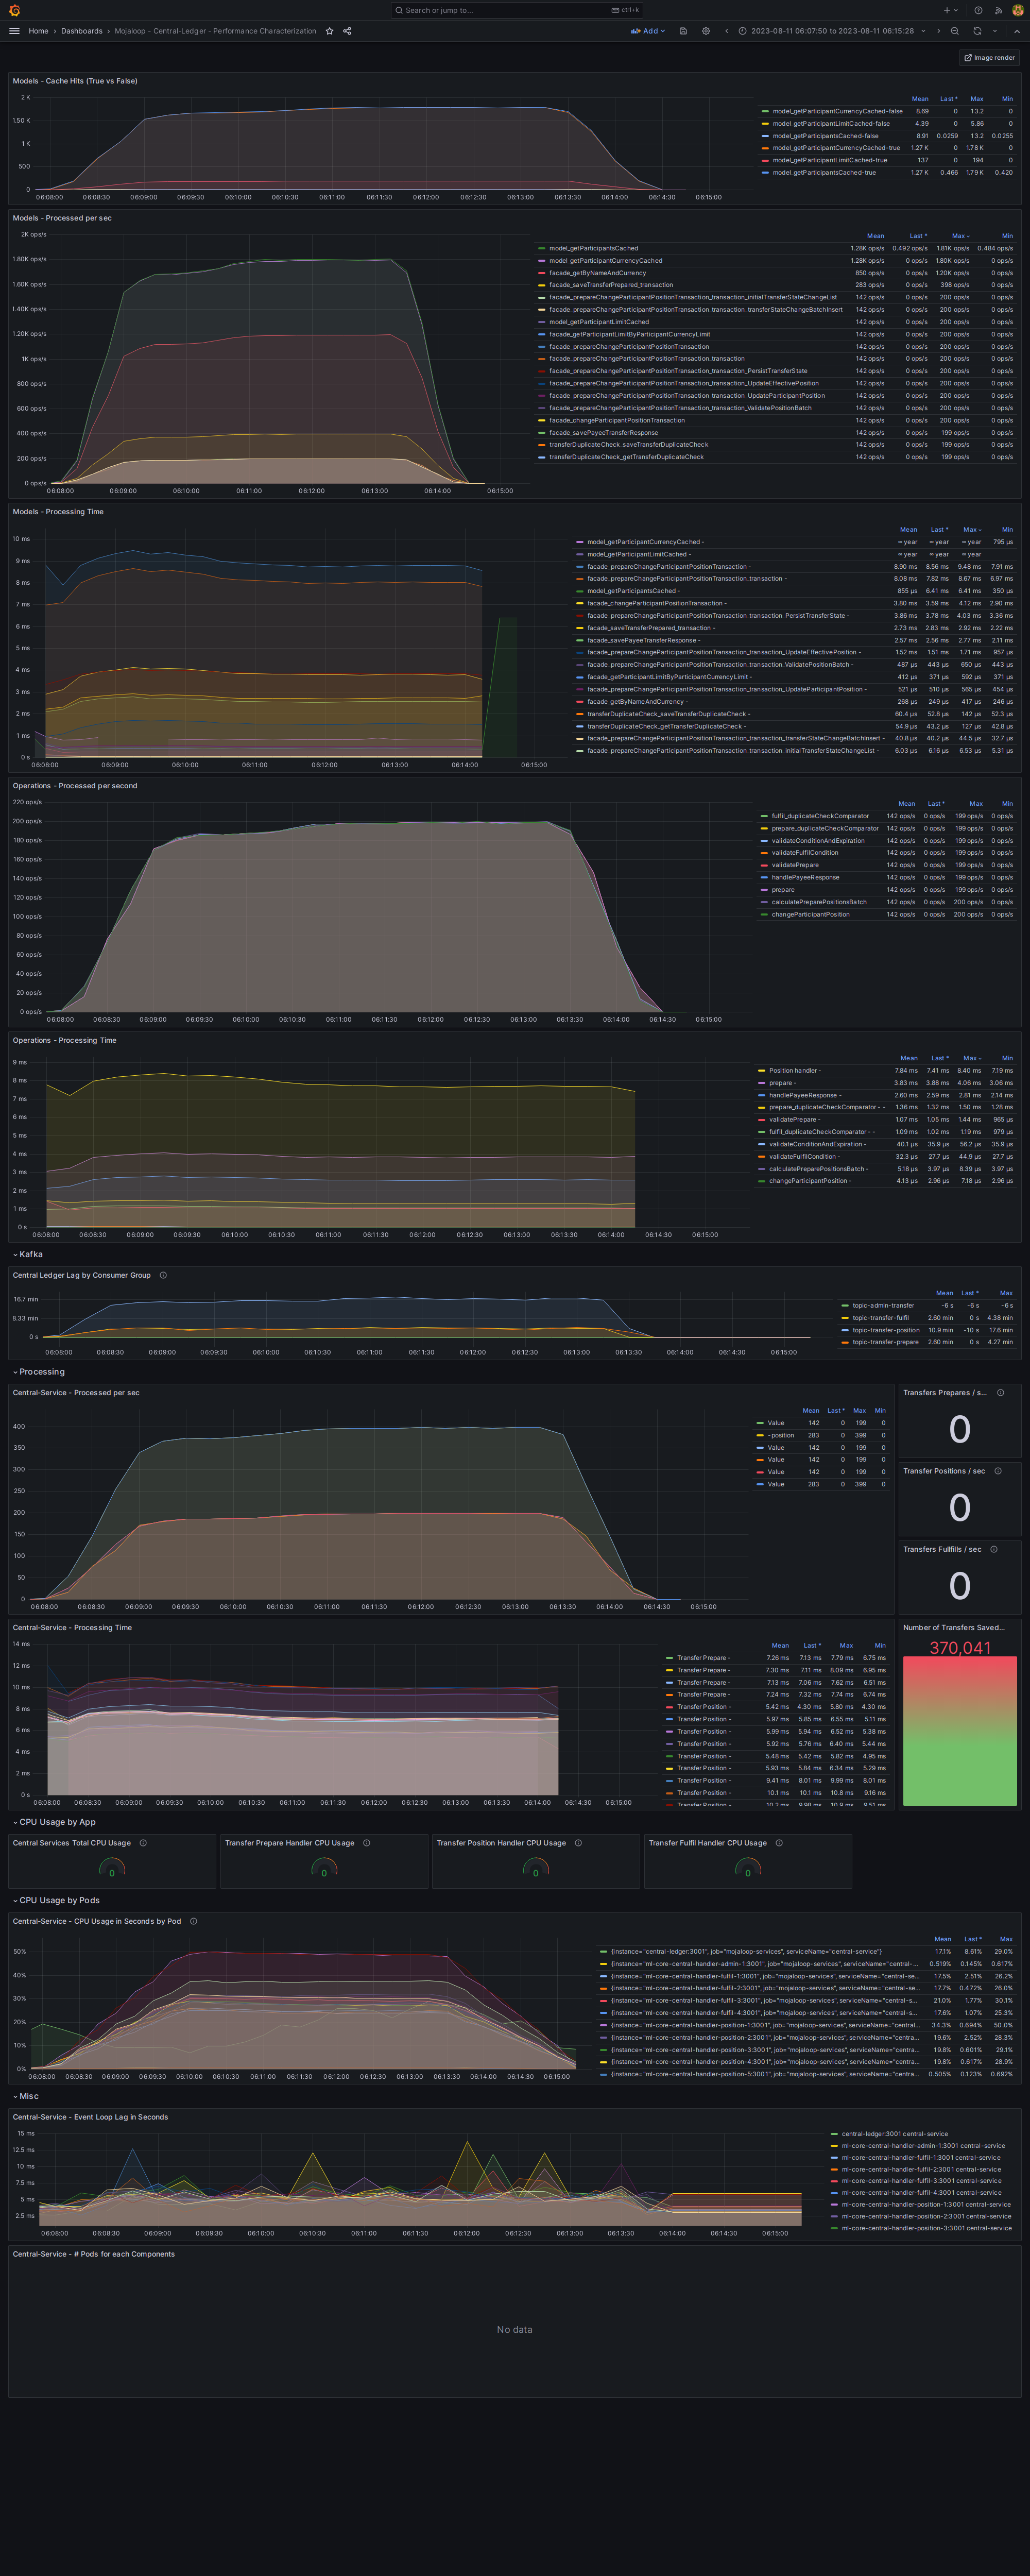 Search or jump to...
ctrl+k
Home › Dashboards › Mojaloop - Central-Ledger - Performance Characterization
Add
2023-08-11 06:07:50 to 2023-08-11 06:15:28
Image render
Models - Cache Hits (True vs False)
2 K
1.50 K
1 K
500
0
06:08:00 06:08:30 06:09:00 06:09:30 06:10:00 06:10:30 06:11:00 06:11:30 06:12:00 06:12:30 06:13:00 06:13:30 06:14:00 06:14:30 06:15:00
Mean Last * Max Min
model_getParticipantCurrencyCached-false 8.69 0 13.2 0
model_getParticipantLimitCached-false 4.39 0 5.86 0
model_getParticipantsCached-false 8.91 0.0259 13.2 0.0255
model_getParticipantCurrencyCached-true 1.27 K 0 1.78 K 0
model_getParticipantLimitCached-true 137 0 194 0
model_getParticipantsCached-true 1.27 K 0.466 1.79 K 0.420
Models - Processed per sec
2K ops/s
1.80K ops/s
1.60K ops/s
1.40K ops/s
1.20K ops/s
1K ops/s
800 ops/s
600 ops/s
400 ops/s
200 ops/s
0 ops/s
06:08:00 06:09:00 06:10:00 06:11:00 06:12:00 06:13:00 06:14:00 06:15:00
Mean Last * Max Min
model_getParticipantsCached 1.28K ops/s 0.492 ops/s 1.81K ops/s 0.484 ops/s
model_getParticipantCurrencyCached 1.28K ops/s 0 ops/s 1.80K ops/s 0 ops/s
facade_getByNameAndCurrency 850 ops/s 0 ops/s 1.20K ops/s 0 ops/s
facade_saveTransferPrepared_transaction 283 ops/s 0 ops/s 398 ops/s 0 ops/s
facade_prepareChangeParticipantPositionTransaction_transaction_initialTransferStateChangeList 142 ops/s 0 ops/s 200 ops/s 0 ops/s
facade_prepareChangeParticipantPositionTransaction_transaction_transferStateChangeBatchInsert 142 ops/s 0 ops/s 200 ops/s 0 ops/s
model_getParticipantLimitCached 142 ops/s 0 ops/s 200 ops/s 0 ops/s
facade_getParticipantLimitByParticipantCurrencyLimit 142 ops/s 0 ops/s 200 ops/s 0 ops/s
facade_prepareChangeParticipantPositionTransaction 142 ops/s 0 ops/s 200 ops/s 0 ops/s
facade_prepareChangeParticipantPositionTransaction_transaction 142 ops/s 0 ops/s 200 ops/s 0 ops/s
facade_prepareChangeParticipantPositionTransaction_transaction_PersistTransferState 142 ops/s 0 ops/s 200 ops/s 0 ops/s
facade_prepareChangeParticipantPositionTransaction_transaction_UpdateEffectivePosition 142 ops/s 0 ops/s 200 ops/s 0 ops/s
facade_prepareChangeParticipantPositionTransaction_transaction_UpdateParticipantPosition 142 ops/s 0 ops/s 200 ops/s 0 ops/s
facade_prepareChangeParticipantPositionTransaction_transaction_ValidatePositionBatch 142 ops/s 0 ops/s 200 ops/s 0 ops/s
facade_changeParticipantPositionTransaction 142 ops/s 0 ops/s 200 ops/s 0 ops/s
facade_savePayeeTransferResponse 142 ops/s 0 ops/s 199 ops/s 0 ops/s
transferDuplicateCheck_saveTransferDuplicateCheck 142 ops/s 0 ops/s 199 ops/s 0 ops/s
transferDuplicateCheck_getTransferDuplicateCheck 142 ops/s 0 ops/s 199 ops/s 0 ops/s
Models - Processing Time
10 ms
9 ms
8 ms
7 ms
6 ms
5 ms
4 ms
3 ms
2 ms
1 ms
0 s
06:08:00 06:09:00 06:10:00 06:11:00 06:12:00 06:13:00 06:14:00 06:15:00
Mean Last * Max Min
model_getParticipantCurrencyCached - ∞ year ∞ year ∞ year 795 µs
model_getParticipantLimitCached - ∞ year ∞ year ∞ year
facade_prepareChangeParticipantPositionTransaction - 8.90 ms 8.56 ms 9.48 ms 7.91 ms
facade_prepareChangeParticipantPositionTransaction_transaction - 8.08 ms 7.82 ms 8.67 ms 6.97 ms
model_getParticipantsCached - 855 µs 6.41 ms 6.41 ms 350 µs
facade_changeParticipantPositionTransaction - 3.80 ms 3.59 ms 4.12 ms 2.90 ms
facade_prepareChangeParticipantPositionTransaction_transaction_PersistTransferState - 3.86 ms 3.78 ms 4.03 ms 3.36 ms
facade_saveTransferPrepared_transaction - 2.73 ms 2.83 ms 2.92 ms 2.22 ms
facade_savePayeeTransferResponse - 2.57 ms 2.56 ms 2.77 ms 2.11 ms
facade_prepareChangeParticipantPositionTransaction_transaction_UpdateEffectivePosition - 1.52 ms 1.51 ms 1.71 ms 957 µs
facade_prepareChangeParticipantPositionTransaction_transaction_ValidatePositionBatch - 487 µs 443 µs 650 µs 443 µs
facade_getParticipantLimitByParticipantCurrencyLimit - 412 µs 371 µs 592 µs 371 µs
facade_prepareChangeParticipantPositionTransaction_transaction_UpdateParticipantPosition - 521 µs 510 µs 565 µs 454 µs
facade_getByNameAndCurrency - 268 µs 249 µs 417 µs 246 µs
transferDuplicateCheck_saveTransferDuplicateCheck - 60.4 µs 52.8 µs 142 µs 52.3 µs
transferDuplicateCheck_getTransferDuplicateCheck - 54.9 µs 43.2 µs 127 µs 42.8 µs
facade_prepareChangeParticipantPositionTransaction_transaction_transferStateChangeBatchInsert - 40.8 µs 40.2 µs 44.5 µs 32.7 µs
facade_prepareChangeParticipantPositionTransaction_transaction_initialTransferStateChangeList - 6.03 µs 6.16 µs 6.53 µs 5.31 µs
Operations - Processed per second
220 ops/s
200 ops/s
180 ops/s
160 ops/s
140 ops/s
120 ops/s
100 ops/s
80 ops/s
60 ops/s
40 ops/s
20 ops/s
0 ops/s
06:08:00 06:08:30 06:09:00 06:09:30 06:10:00 06:10:30 06:11:00 06:11:30 06:12:00 06:12:30 06:13:00 06:13:30 06:14:00 06:14:30 06:15:00
Mean Last * Max Min
fulfil_duplicateCheckComparator 142 ops/s 0 ops/s 199 ops/s 0 ops/s
prepare_duplicateCheckComparator 142 ops/s 0 ops/s 199 ops/s 0 ops/s
validateConditionAndExpiration 142 ops/s 0 ops/s 199 ops/s 0 ops/s
validateFulfilCondition 142 ops/s 0 ops/s 199 ops/s 0 ops/s
validatePrepare 142 ops/s 0 ops/s 199 ops/s 0 ops/s
handlePayeeResponse 142 ops/s 0 ops/s 199 ops/s 0 ops/s
prepare 142 ops/s 0 ops/s 199 ops/s 0 ops/s
calculatePreparePositionsBatch 142 ops/s 0 ops/s 200 ops/s 0 ops/s
changeParticipantPosition 142 ops/s 0 ops/s 200 ops/s 0 ops/s
Operations - Processing Time
9 ms
8 ms
7 ms
6 ms
5 ms
4 ms
3 ms
2 ms
1 ms
0 s
06:08:00 06:08:30 06:09:00 06:09:30 06:10:00 06:10:30 06:11:00 06:11:30 06:12:00 06:12:30 06:13:00 06:13:30 06:14:00 06:14:30 06:15:00
Mean Last * Max Min
Position handler - 7.84 ms 7.41 ms 8.40 ms 7.19 ms
prepare - 3.83 ms 3.88 ms 4.06 ms 3.06 ms
handlePayeeResponse - 2.60 ms 2.59 ms 2.81 ms 2.14 ms
prepare_duplicateCheckComparator - - 1.36 ms 1.32 ms 1.50 ms 1.28 ms
validatePrepare - 1.07 ms 1.05 ms 1.44 ms 965 µs
fulfil_duplicateCheckComparator - - 1.09 ms 1.02 ms 1.19 ms 979 µs
validateConditionAndExpiration - 40.1 µs 35.9 µs 56.2 µs 35.9 µs
validateFulfilCondition - 32.3 µs 27.7 µs 44.9 µs 27.7 µs
calculatePreparePositionsBatch - 5.18 µs 3.97 µs 8.39 µs 3.97 µs
changeParticipantPosition - 4.13 µs 2.96 µs 7.18 µs 2.96 µs
Kafka
Central Ledger Lag by Consumer Group
16.7 min
8.33 min
0 s
06:08:00 06:08:30 06:09:00 06:09:30 06:10:00 06:10:30 06:11:00 06:11:30 06:12:00 06:12:30 06:13:00 06:13:30 06:14:00 06:14:30 06:15:00
Mean Last * Max
topic-admin-transfer -6 s -6 s -6 s
topic-transfer-fulfil 2.60 min 0 s 4.38 min
topic-transfer-position 10.9 min -10 s 17.6 min
topic-transfer-prepare 2.60 min 0 s 4.27 min
Processing
Central-Service - Processed per sec
400
350
300
250
200
150
100
50
0
06:08:00 06:08:30 06:09:00 06:09:30 06:10:00 06:10:30 06:11:00 06:11:30 06:12:00 06:12:30 06:13:00 06:13:30 06:14:00 06:14:30 06:15:00
Mean Last * Max Min
Value 142 0 199 0
-position 283 0 399 0
Value 142 0 199 0
Value 142 0 199 0
Value 142 0 199 0
Value 283 0 399 0
Transfers Prepares / s...
0
Transfer Positions / sec
0
Transfers Fullfills / sec
0
Central-Service - Processing Time
14 ms
12 ms
10 ms
8 ms
6 ms
4 ms
2 ms
0 s
06:08:00 06:08:30 06:09:00 06:09:30 06:10:00 06:10:30 06:11:00 06:11:30 06:12:00 06:12:30 06:13:00 06:13:30 06:14:00 06:14:30 06:15:00
Mean Last * Max Min
Transfer Prepare - 7.26 ms 7.13 ms 7.79 ms 6.75 ms
Transfer Prepare - 7.30 ms 7.11 ms 8.09 ms 6.95 ms
Transfer Prepare - 7.13 ms 7.06 ms 7.62 ms 6.51 ms
Transfer Prepare - 7.24 ms 7.32 ms 7.74 ms 6.74 ms
Transfer Position - 5.42 ms 4.30 ms 5.80 ms 4.30 ms
Transfer Position - 5.97 ms 5.85 ms 6.55 ms 5.11 ms
Transfer Position - 5.99 ms 5.94 ms 6.52 ms 5.38 ms
Transfer Position - 5.92 ms 5.76 ms 6.40 ms 5.44 ms
Transfer Position - 5.48 ms 5.42 ms 5.82 ms 4.95 ms
Transfer Position - 5.93 ms 5.84 ms 6.34 ms 5.29 ms
Transfer Position - 9.41 ms 8.01 ms 9.99 ms 8.01 ms
Transfer Position - 10.1 ms 10.1 ms 10.8 ms 9.16 ms
Transfer Position - 10.2 ms 9.98 ms 10.9 ms 9.51 ms
Number of Transfers Saved...
370,041
CPU Usage by App
Central Services Total CPU Usage
0
Transfer Prepare Handler CPU Usage
0
Transfer Position Handler CPU Usage
0
Transfer Fulfil Handler CPU Usage
0
CPU Usage by Pods
Central-Service - CPU Usage in Seconds by Pod
50%
40%
30%
20%
10%
0%
06:08:00 06:08:30 06:09:00 06:09:30 06:10:00 06:10:30 06:11:00 06:11:30 06:12:00 06:12:30 06:13:00 06:13:30 06:14:00 06:14:30 06:15:00
Mean Last * Max
{instance="central-ledger:3001", job="mojaloop-services", serviceName="central-service"} 17.1% 8.61% 29.0%
{instance="ml-core-central-handler-admin-1:3001", job="mojaloop-services", serviceName="central-... 0.519% 0.145% 0.617%
{instance="ml-core-central-handler-fulfil-1:3001", job="mojaloop-services", serviceName="central-se... 17.5% 2.51% 26.2%
{instance="ml-core-central-handler-fulfil-2:3001", job="mojaloop-services", serviceName="central-se... 17.7% 0.472% 26.0%
{instance="ml-core-central-handler-fulfil-3:3001", job="mojaloop-services", serviceName="central-s... 21.0% 1.77% 30.1%
{instance="ml-core-central-handler-fulfil-4:3001", job="mojaloop-services", serviceName="central-s... 17.6% 1.07% 25.3%
{instance="ml-core-central-handler-position-1:3001", job="mojaloop-services", serviceName="central... 34.3% 0.694% 50.0%
{instance="ml-core-central-handler-position-2:3001", job="mojaloop-services", serviceName="centra... 19.6% 2.52% 28.3%
{instance="ml-core-central-handler-position-3:3001", job="mojaloop-services", serviceName="centra... 19.8% 0.601% 29.1%
{instance="ml-core-central-handler-position-4:3001", job="mojaloop-services", serviceName="centra... 19.8% 0.617% 28.9%
{instance="ml-core-central-handler-position-5:3001", job="mojaloop-services", serviceName="centra... 0.505% 0.123% 0.692%
Misc
Central-Service - Event Loop Lag in Seconds
15 ms
12.5 ms
10 ms
7.5 ms
5 ms
2.5 ms
06:08:00 06:08:30 06:09:00 06:09:30 06:10:00 06:10:30 06:11:00 06:11:30 06:12:00 06:12:30 06:13:00 06:13:30 06:14:00 06:14:30 06:15:00
central-ledger:3001 central-service
ml-core-central-handler-admin-1:3001 central-service
ml-core-central-handler-fulfil-1:3001 central-service
ml-core-central-handler-fulfil-2:3001 central-service
ml-core-central-handler-fulfil-3:3001 central-service
ml-core-central-handler-fulfil-4:3001 central-service
ml-core-central-handler-position-1:3001 central-service
ml-core-central-handler-position-2:3001 central-service
ml-core-central-handler-position-3:3001 central-service
Central-Service - # Pods for each Components
No data